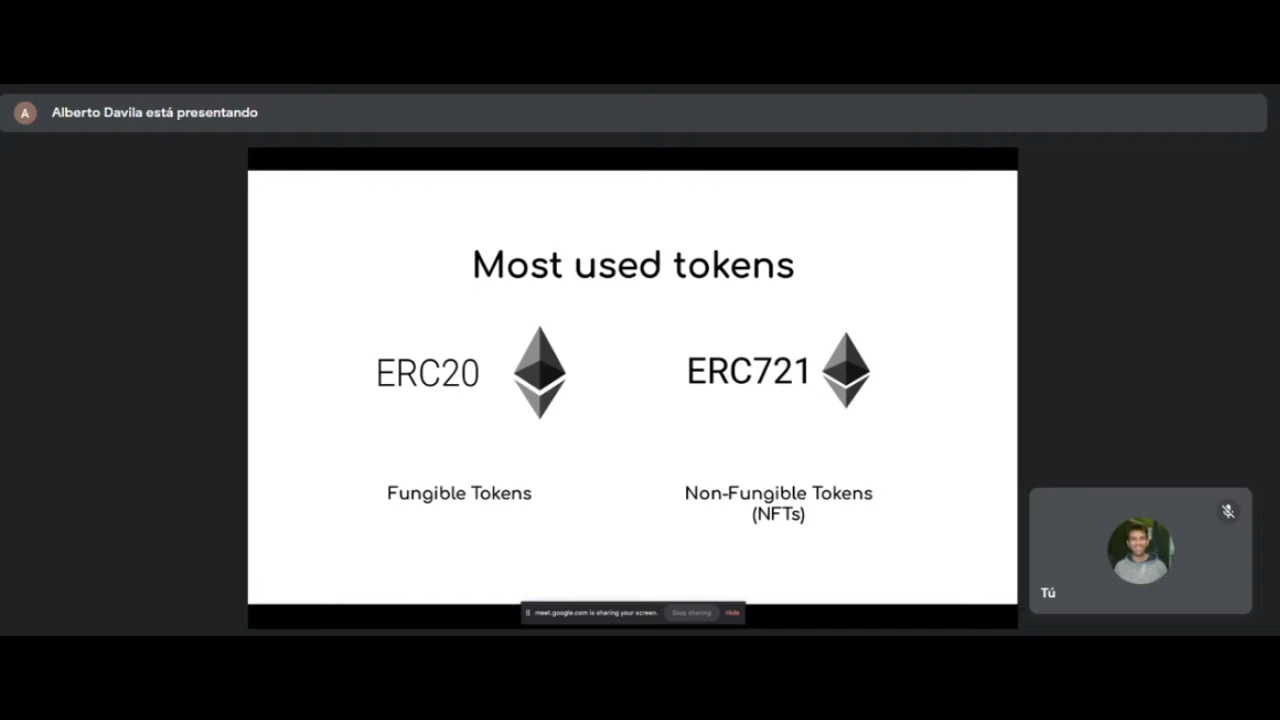 A
Alberto Davila está presentando
Most used tokens
ERC20
ERC721
Fungible Tokens
Non-Fungible Tokens
(NFTs)
Tú
meet.google.com is sharing your screen.
Stop sharing
Hide